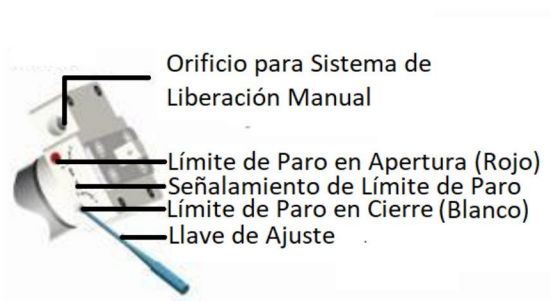 Orificio para Sistema de
Liberación Manual
Límite de Paro en Apertura (Rojo)
Señalamiento de Límite de Paro
Límite de Paro en Cierre (Blanco)
Llave de Ajuste